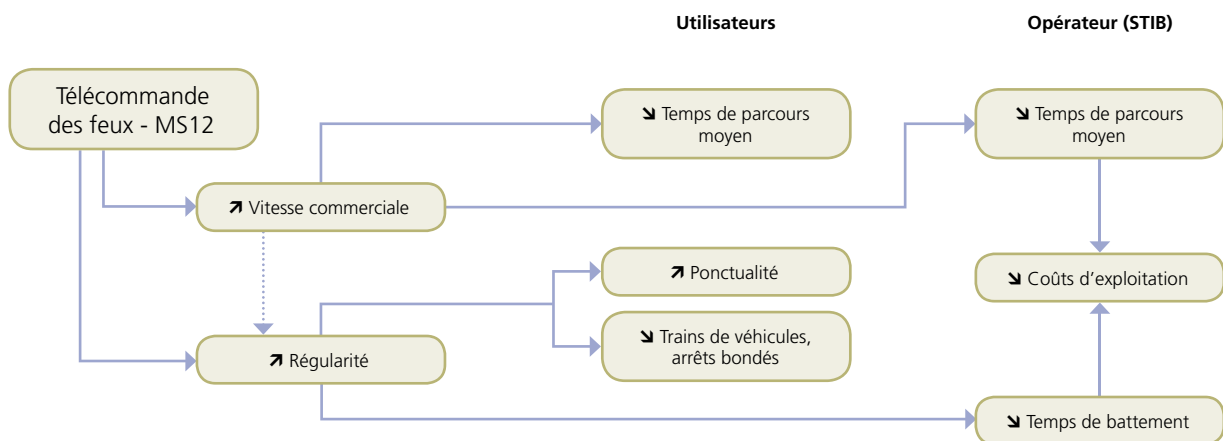 Utilisateurs
Opérateur (STIB)
Télécommande
des feux - MS12
↘ Temps de parcours
moyen
↘ Temps de parcours
moyen
↗ Vitesse commerciale
↗ Ponctualité
↘ Coûts d’exploitation
↘ Trains de véhicules,
arrêts bondés
↗ Régularité
↘ Temps de battement